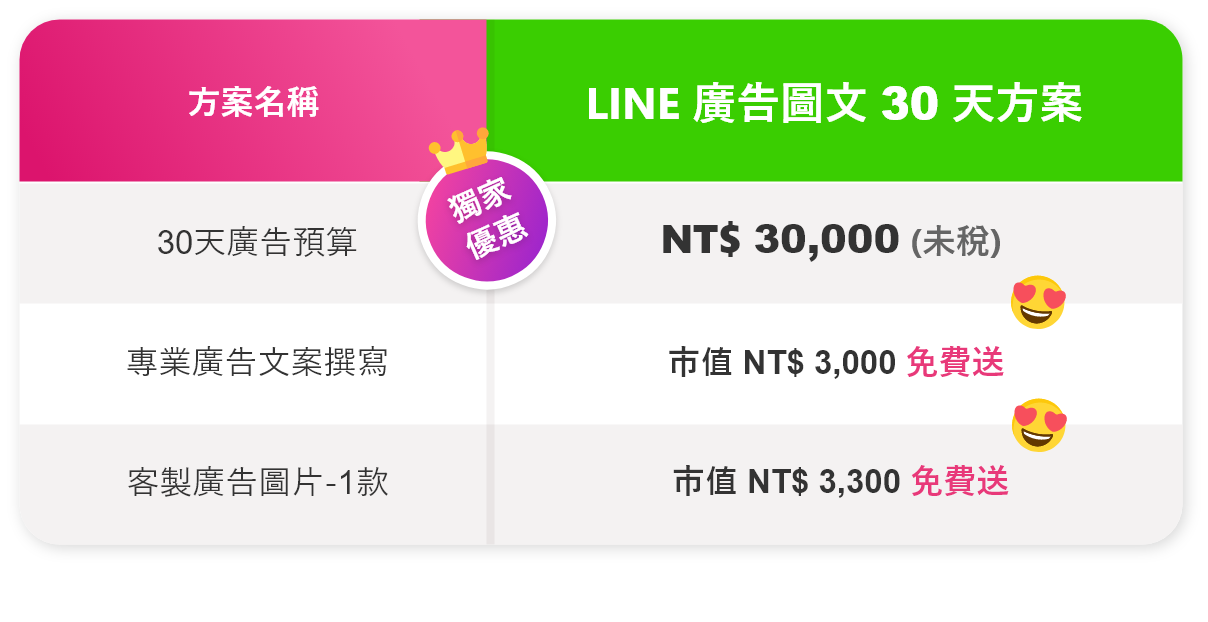 方案名稱
LINE 廣告圖文 30 天方案
獨家
優惠
30天廣告預算
NT$ 30,000 (未稅)
專業廣告文案撰寫
市值 NT$ 3,000 免費送
客製廣告圖片-1款
市值 NT$ 3,300 免費送